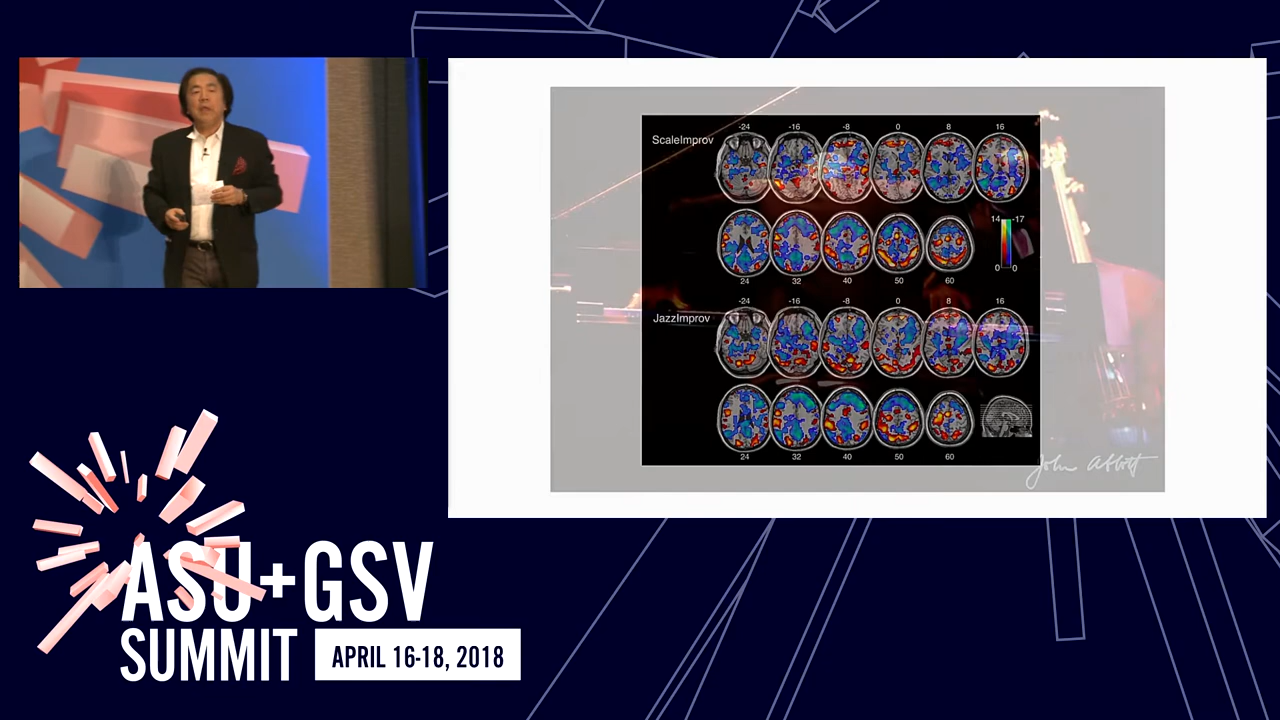 ScaleImprov
-24 -16 -8 0 8 16
14 -17
0 0
24 32 40 50 60
-24 -16 -8 0 8 16
JazzImprov
24 32 40 50 60
John Abbott
ASU+GSV
SUMMIT
APRIL 16-18, 2018